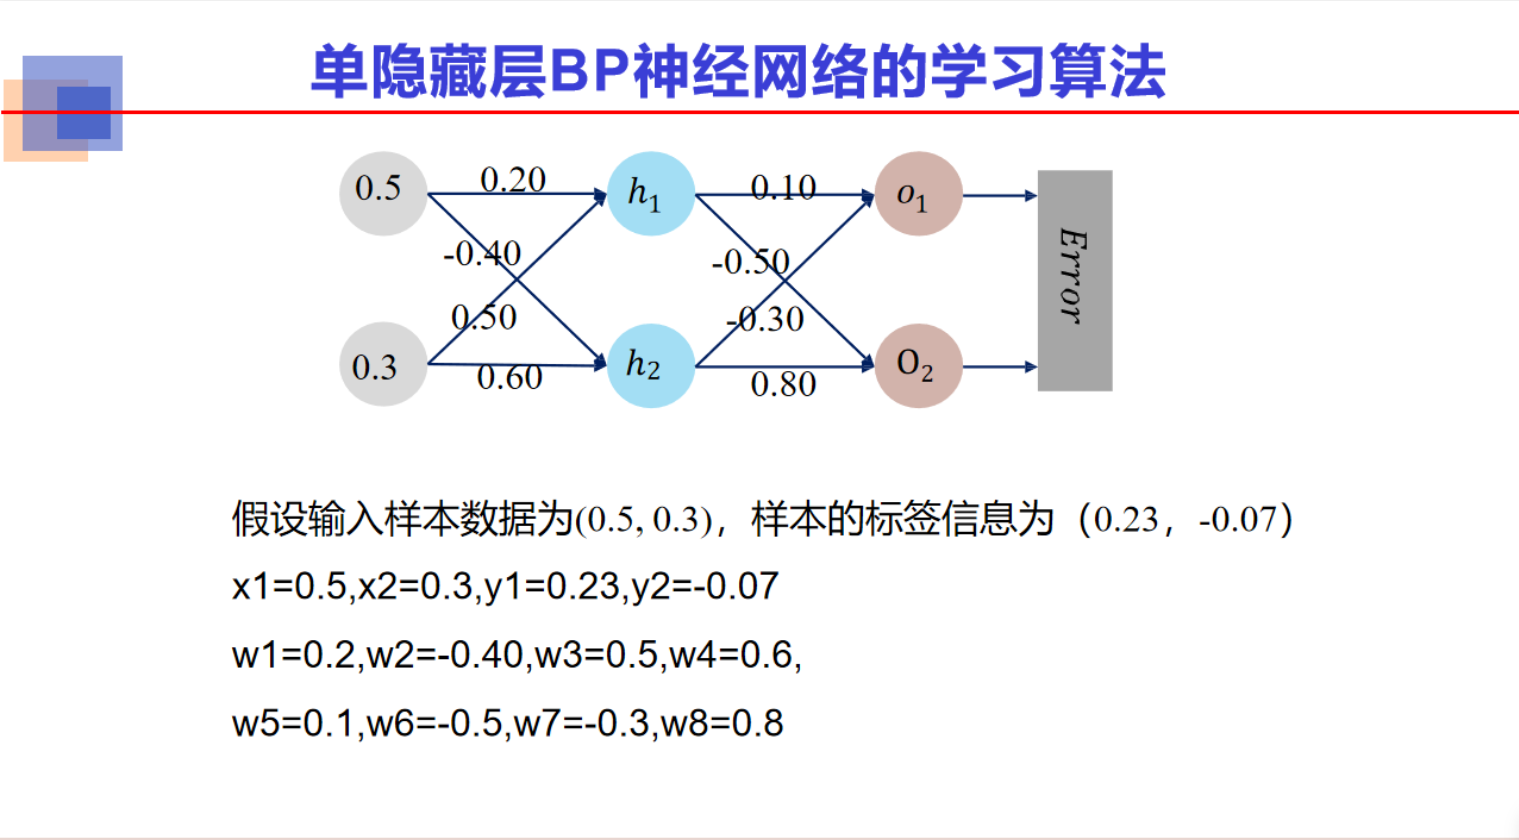 单隐藏层BP神经网络的学习算法
0.5
0.20
h₁
0.10
o₁
-0.40
-0.50
Error
0.50
-0.30
0.3
0.60
h₂
0.80
O₂
假设输入样本数据为(0.5, 0.3)，样本的标签信息为（0.23，-0.07）
x1=0.5,x2=0.3,y1=0.23,y2=-0.07
w1=0.2,w2=-0.40,w3=0.5,w4=0.6,
w5=0.1,w6=-0.5,w7=-0.3,w8=0.8